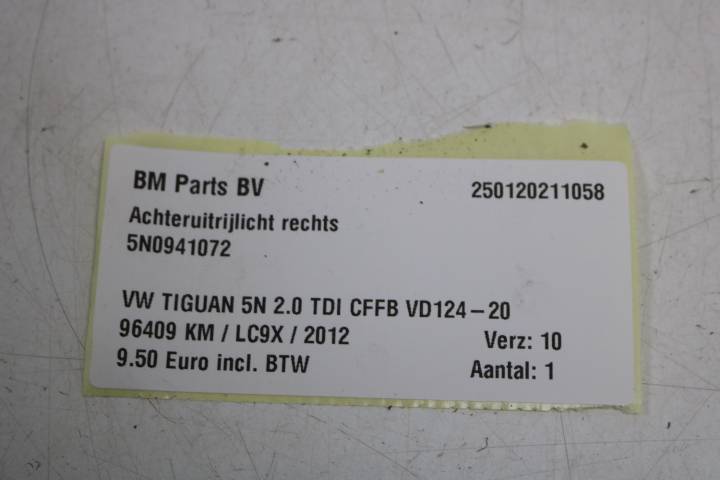 BM Parts BV 250120211058
Achteruitrijlicht rechts
5N0941072
VW TIGUAN 5N 2.0 TDI CFFB VD124-20
96409 KM / LC9X / 2012 Verz: 10
9.50 Euro incl. BTW Aantal: 1